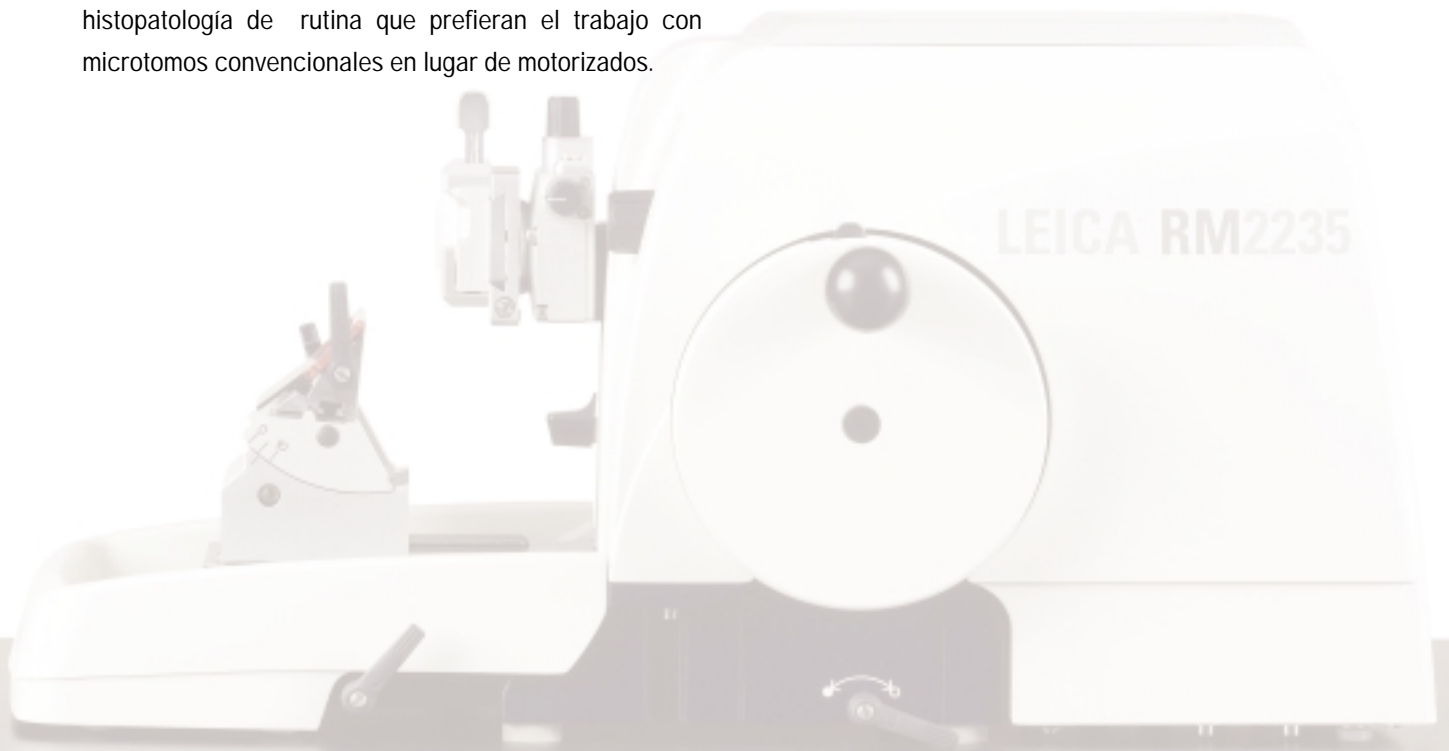 histopatología de rutina que prefieran el trabajo con
microtomos convencionales en lugar de motorizados.
LEICA RM2235